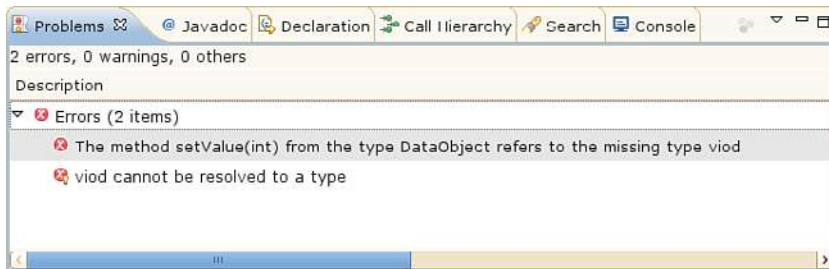 Problems @ Javadoc Declaration Call Hierarchy Search Console
2 errors, 0 warnings, 0 others
Description
Errors (2 items)
The method setValue(int) from the type DataObject refers to the missing type viod
viod cannot be resolved to a type